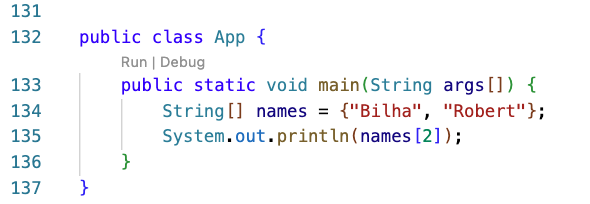 131
132 public class App {
Run | Debug
133 public static void main(String args[]) {
134 String[] names = {"Bilha", "Robert"};
135 System.out.println(names[2]);
136 }
137 }